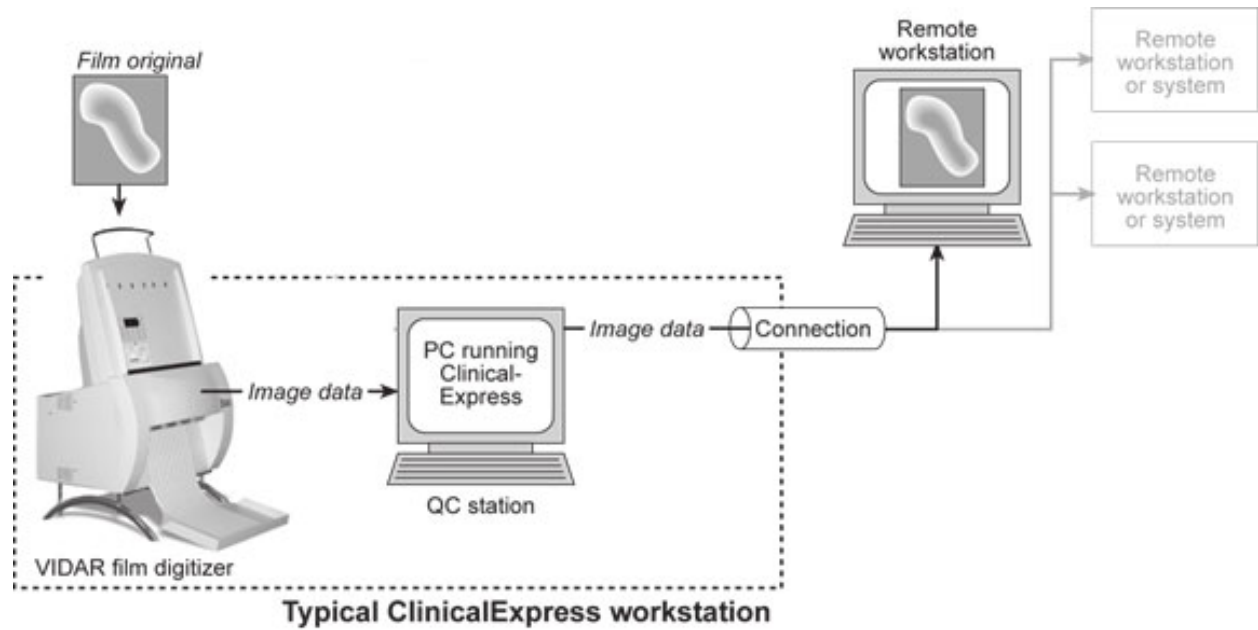 Film original
Remote
workstation
Remote
workstation
or system
Remote
workstation
or system
Image data
PC running
Clinical-
Express
Image data
Connection
QC station
VIDAR film digitizer
Typical ClinicalExpress workstation